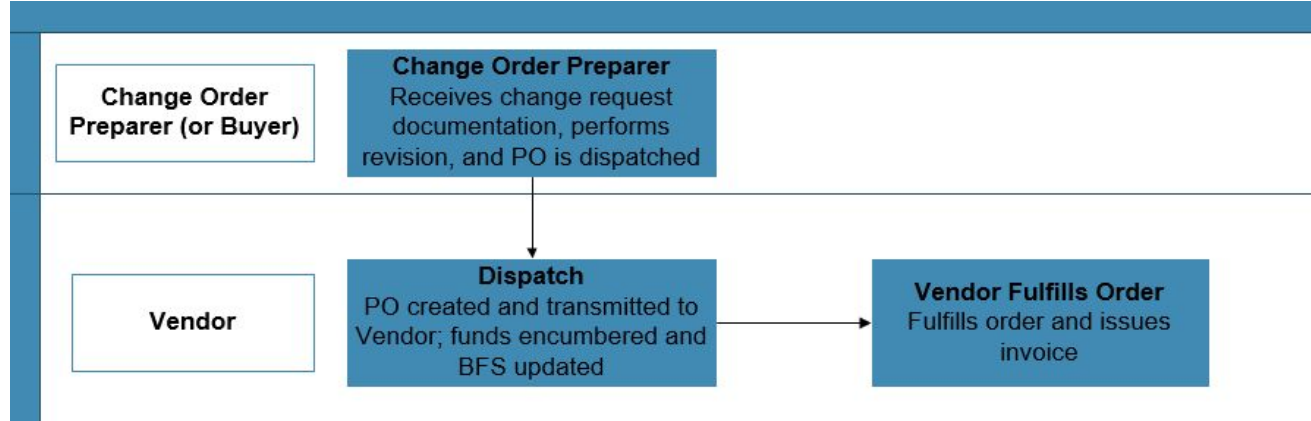 Change Order
Preparer (or Buyer)
Change Order Preparer
Receives change request
documentation, performs
revision, and PO is dispatched
Vendor
Dispatch
PO created and transmitted to
Vendor; funds encumbered and
BFS updated
Vendor Fulfills Order
Fulfills order and issues
invoice